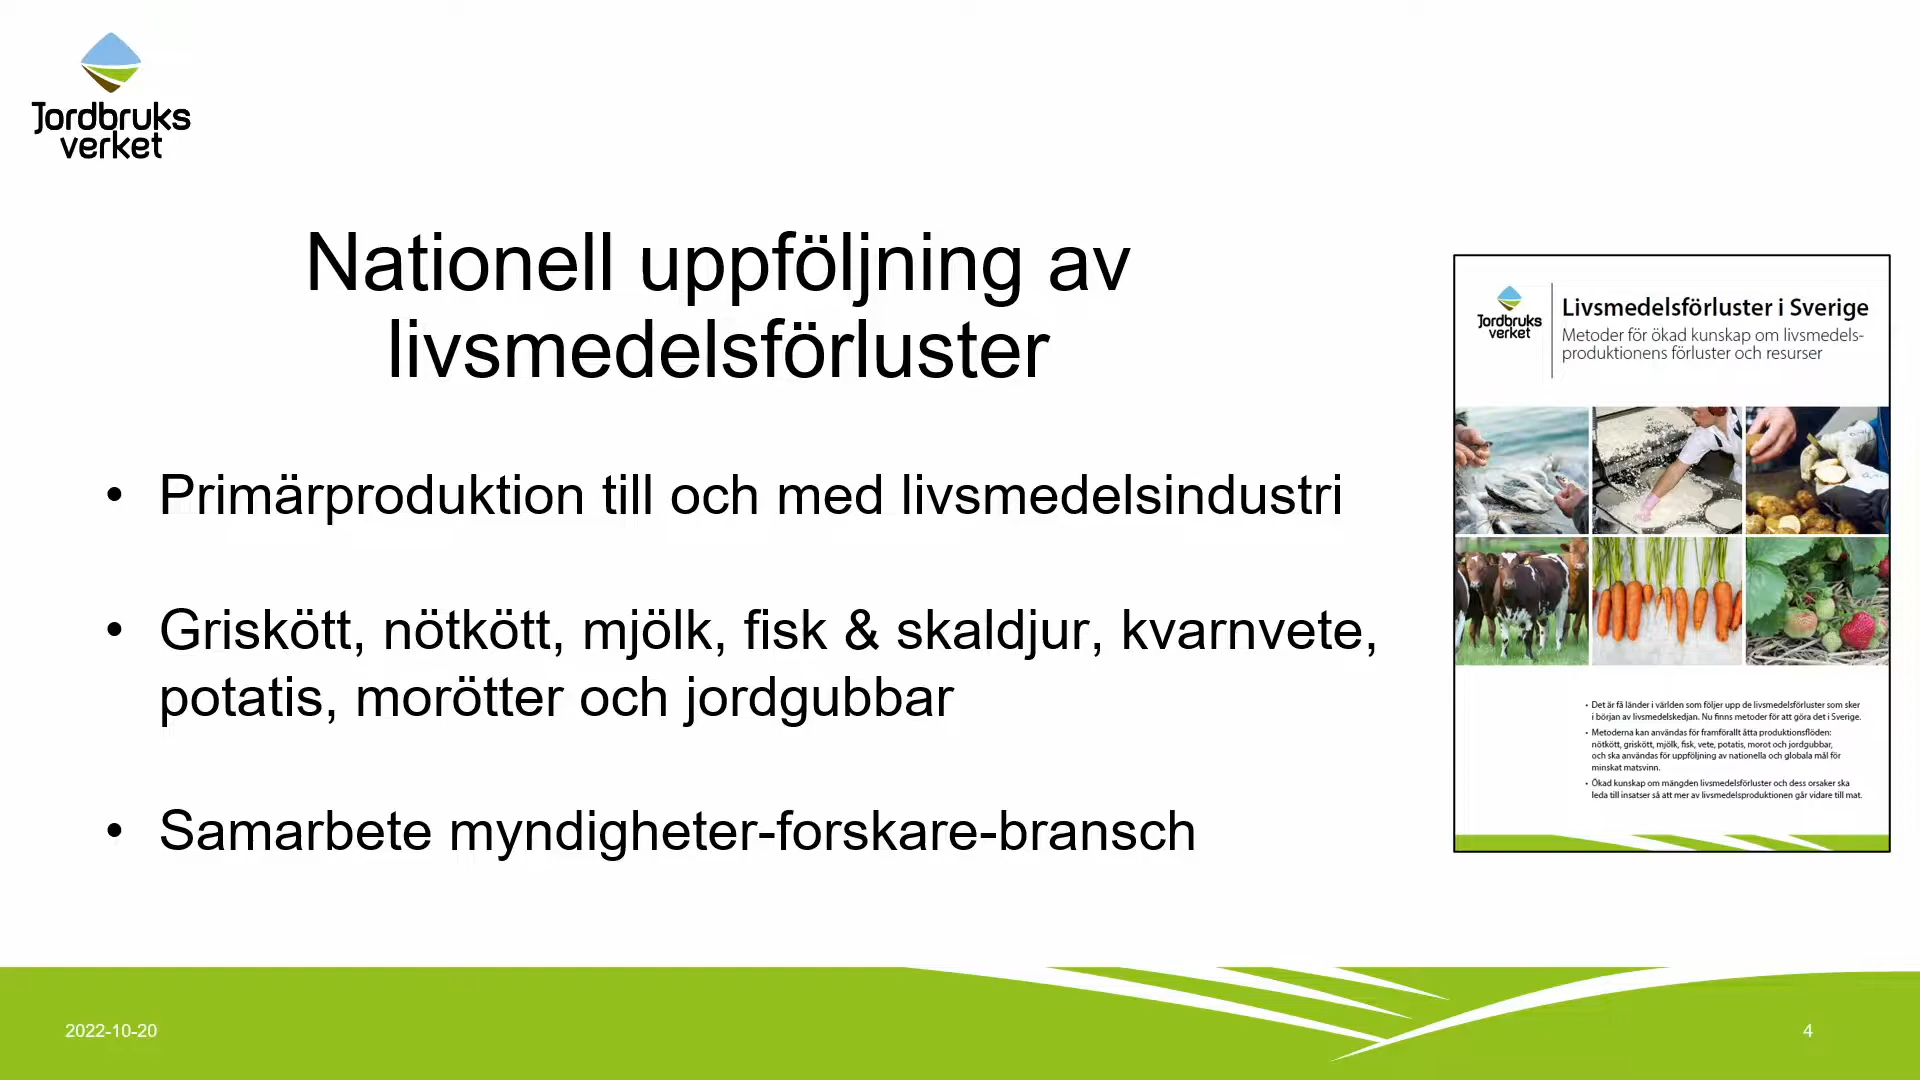 Jordbruks
verket
Nationell uppföljning av
livsmedelsförluster
• Primärproduktion till och med livsmedelsindustri
• Griskött, nötkött, mjölk, fisk & skaldjur, kvarnvete,
potatis, morötter och jordgubbar
• Samarbete myndigheter-forskare-bransch
Jordbruks
verket
Livsmedelsförluster i Sverige
Metoder för ökad kunskap om livsmedels-
produktionens förluster och resurser
• Det är få länder i världen som följer upp de livsmedelsförluster som sker
i början av livsmedelskedjan. Nu finns metoder för att göra det i Sverige.
• Metoderna kan användas för framförallt åtta produktionsflöden:
nötkött, griskött, mjölk, fisk, vete, potatis, morot och jordgubbar,
och ska användas för uppföljning av nationella och globala mål för
minskat matsvinn.
• Ökad kunskap om mängden livsmedelsförluster och dess orsaker ska
leda till insatser så att mer av livsmedelsproduktionen går vidare till mat.
2022-10-20
4